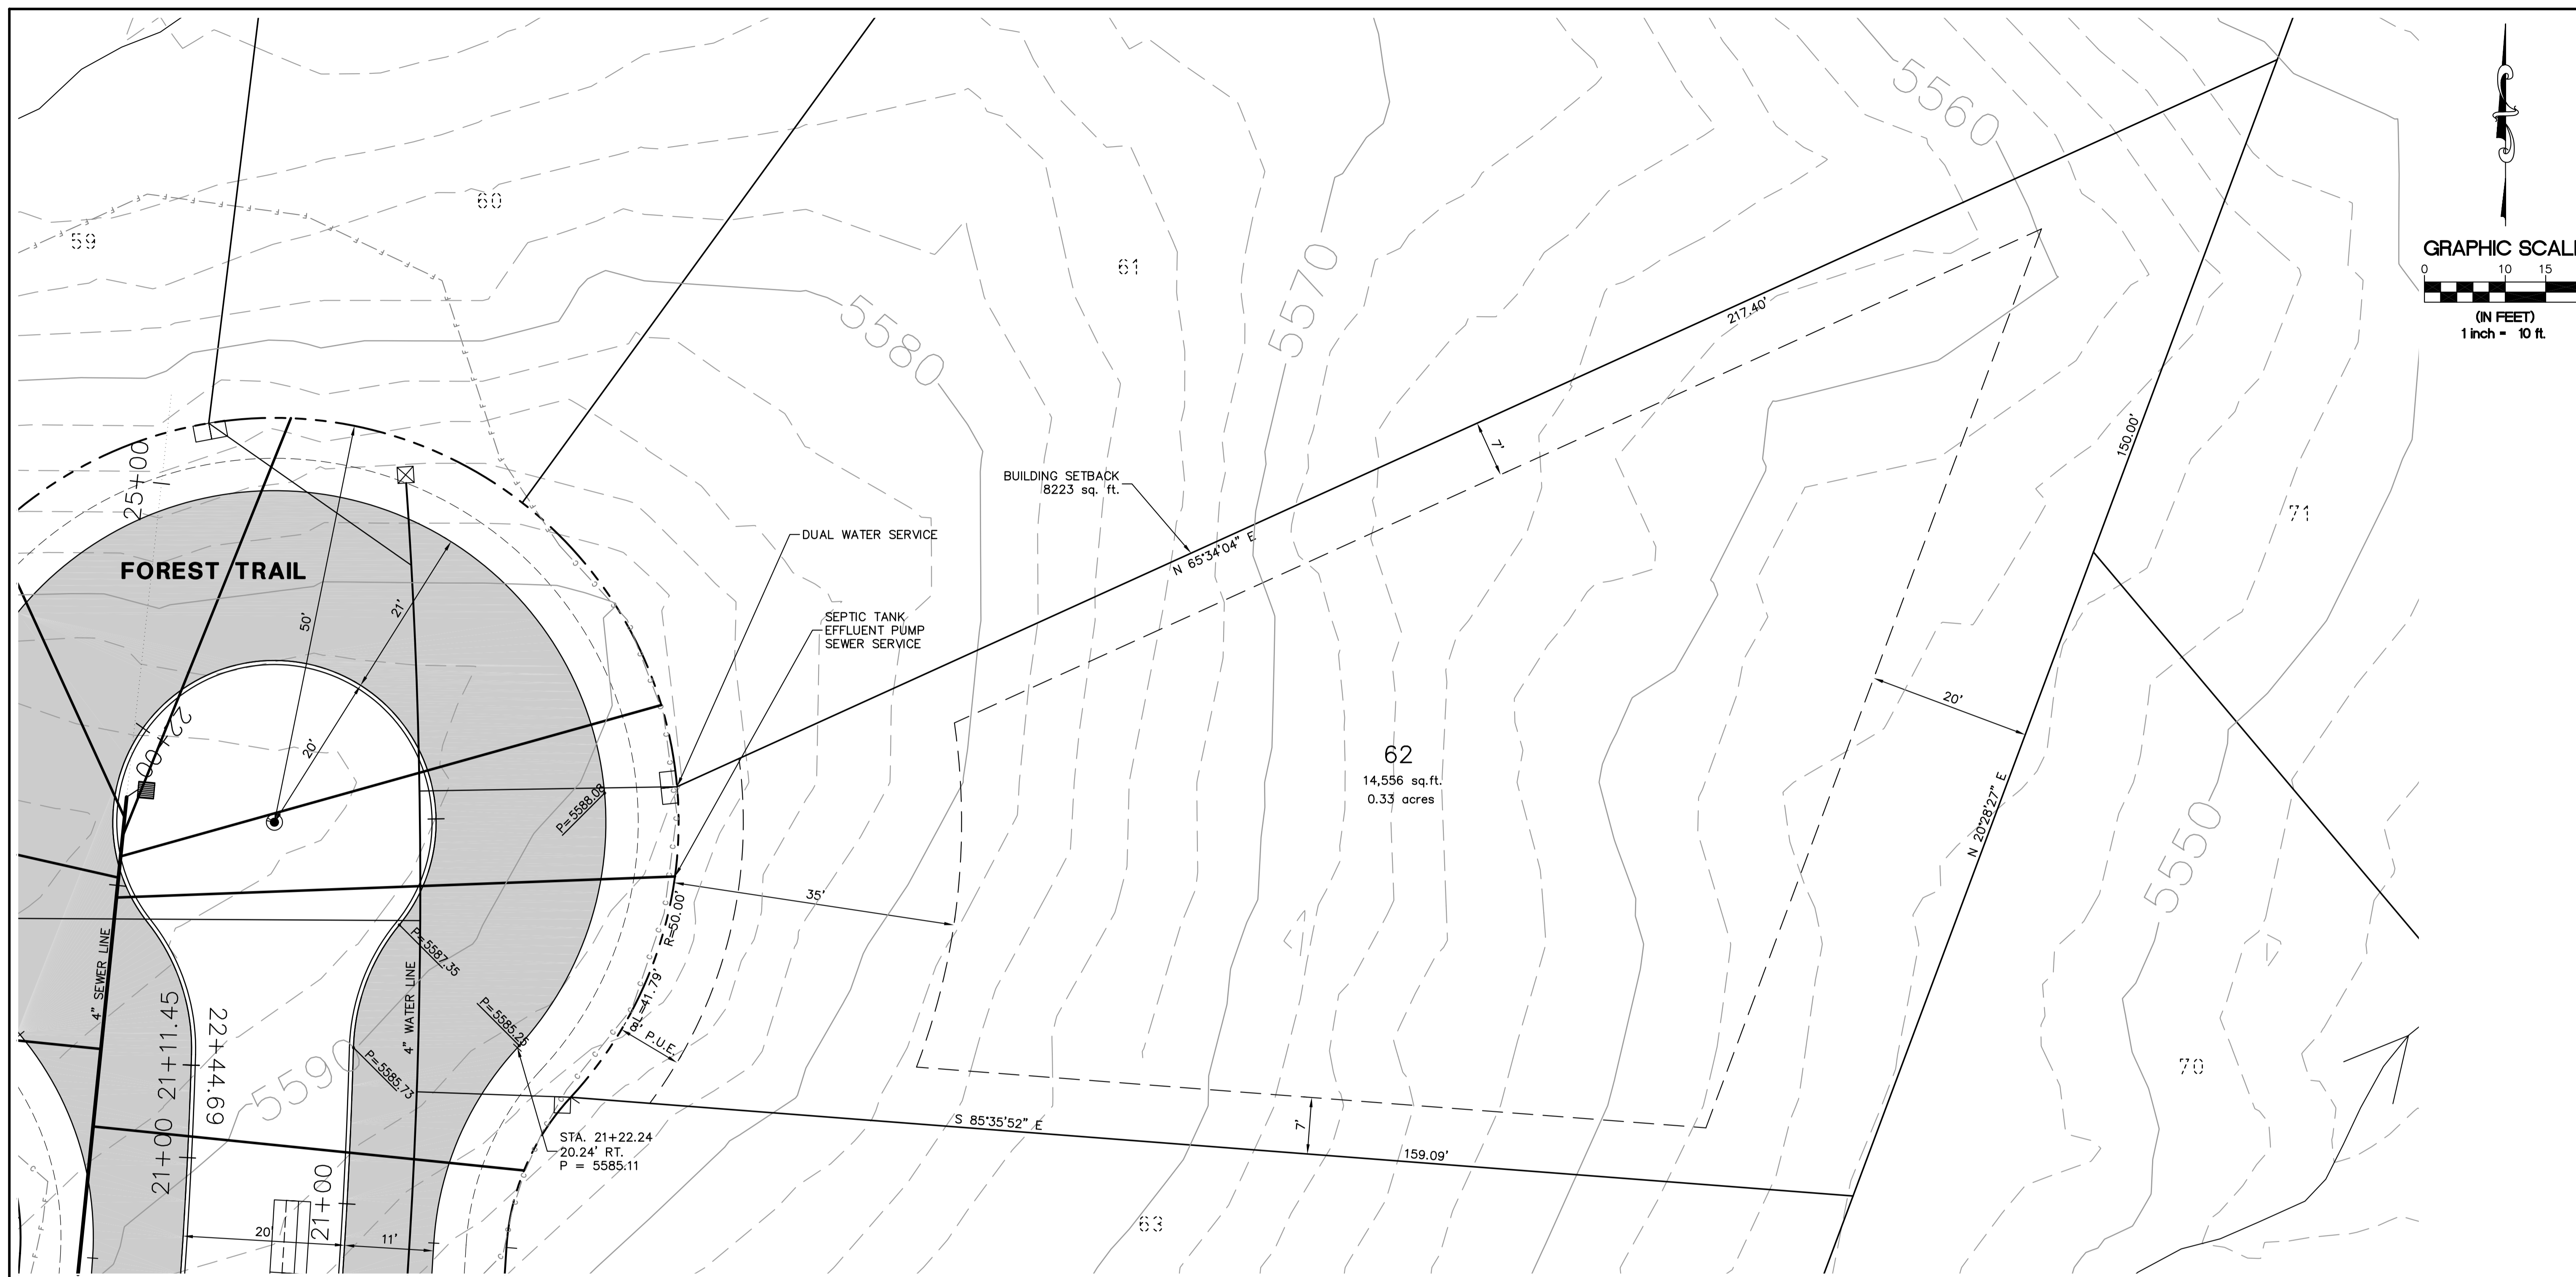 5560
60
59
61
5570
5580
GRAPHIC SCAL
0 10 15
(IN FEET)
1 inch = 10 ft.
217.40'
150.00'
7'
BUILDING SETBACK
8223 sq. ft.
25+00
71
DUAL WATER SERVICE
N 65°34'04" E
FOREST TRAIL
50'
21'
SEPTIC TANK
EFFLUENT PUMP
SEWER SERVICE
20'
20'
22+00
62
14,556 sq.ft.
0.33 acres
P=5588.08
N 20°28'27" E
5550
35'
R=50.00'
P=5587.35
4" SEWER LINE
4" WATER LINE
L=41.79'
P=5585.25
P.U.E.
8'
21+11.45
22+44.69
5590
P=5585.73
70
S 85°35'52" E
7'
159.09'
STA. 21+22.24
20.24' RT.
P = 5585.11
21+00
21+00
63
20'
11'